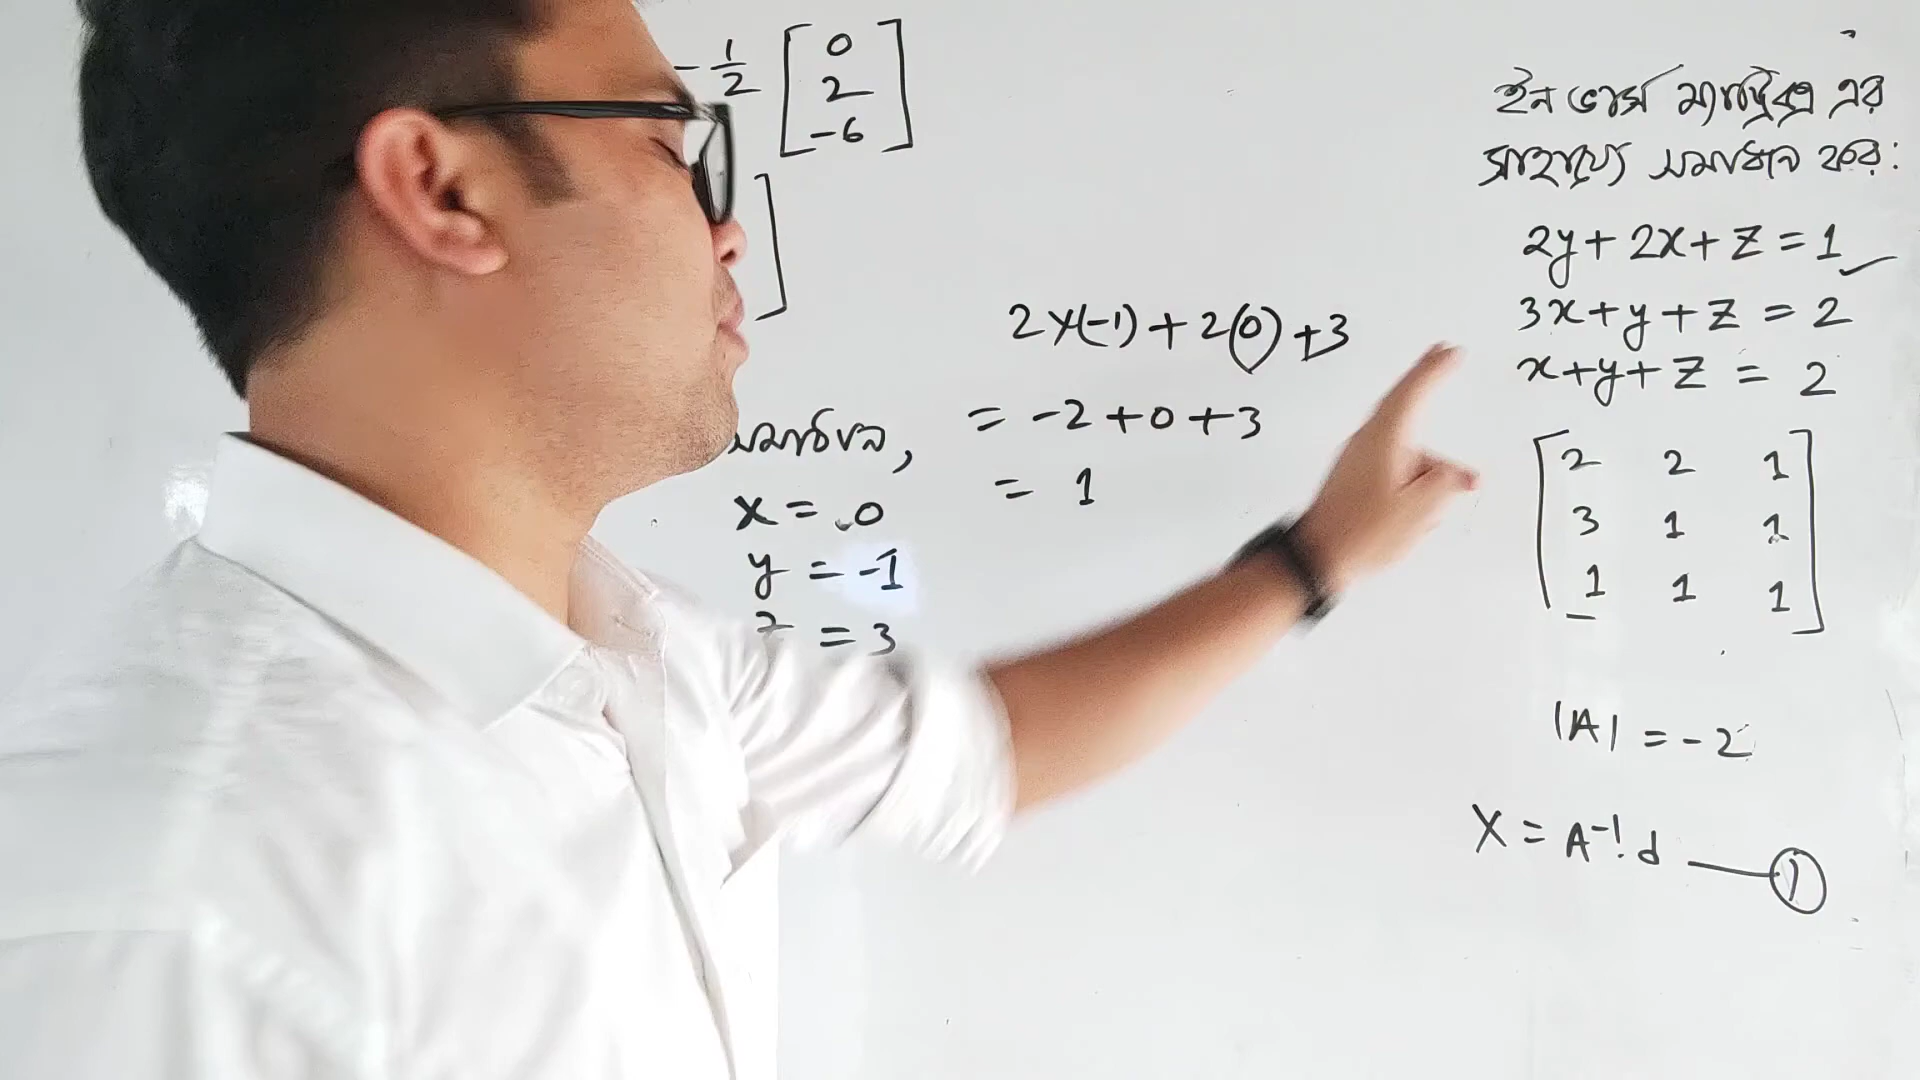 - 1/2 [0
2
-6]
]
সমাধান,
x = 0
y = -1
z = 3
2×(-1) + 2(0) + 3
= -2 + 0 + 3
= 1
ইনভার্স ম্যাট্রিক্স এর
সাহায্যে সমাধান কর:
2y + 2x + z = 1 ✓
3x + y + z = 2
x + y + z = 2
[2 2 1
3 1 1
1 1 1]
|A| = -2
X = A⁻¹. d — ①